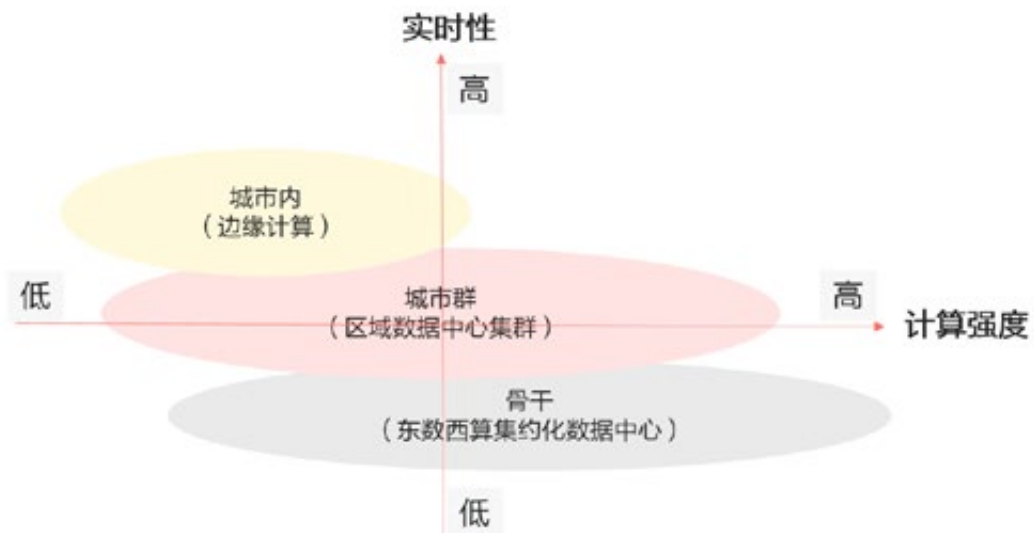 实时性
高
城市内
（边缘计算）
低
城市群
（区域数据中心集群）
高
计算强度
骨干
（东数西算集约化数据中心）
低